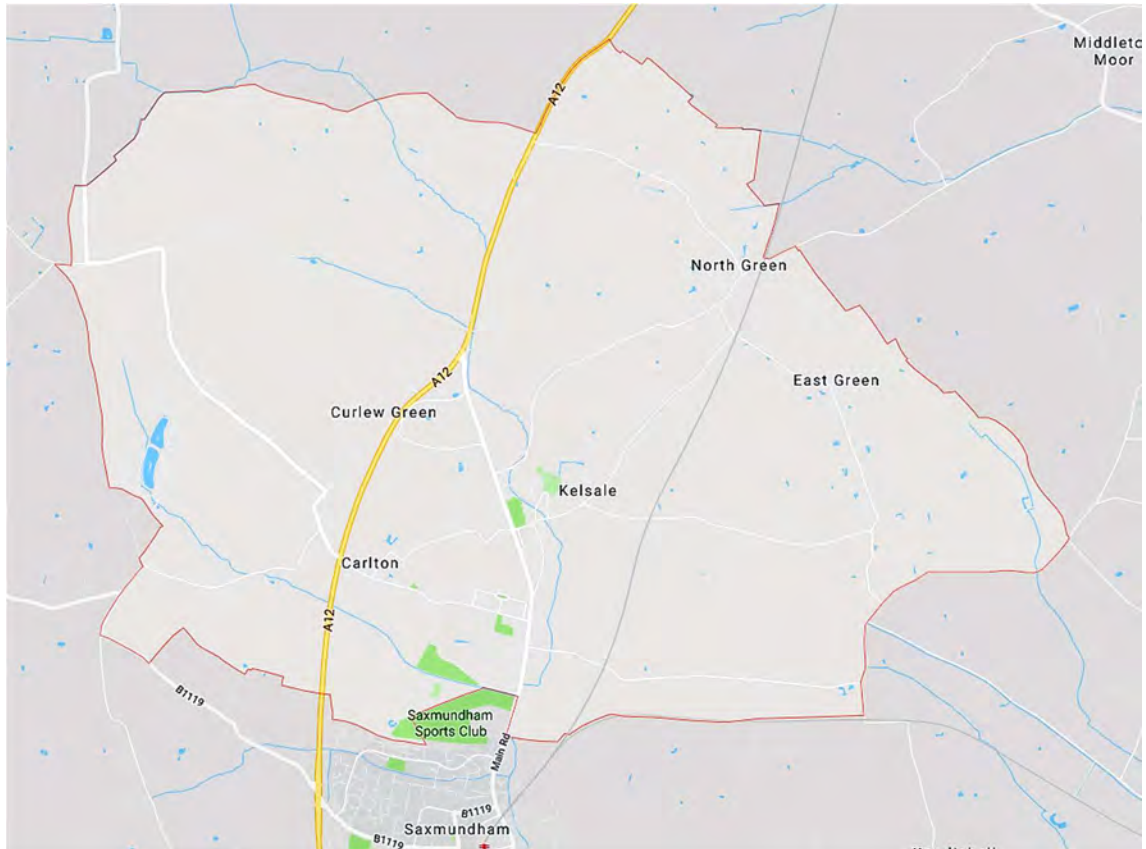 Middleto
Moor
A12
North Green
East Green
A12
Curlew Green
Kelsale
Carlton
A12
B1119
Saxmundham
Sports Club
Main Rd
B1119
Saxmundham
B1119